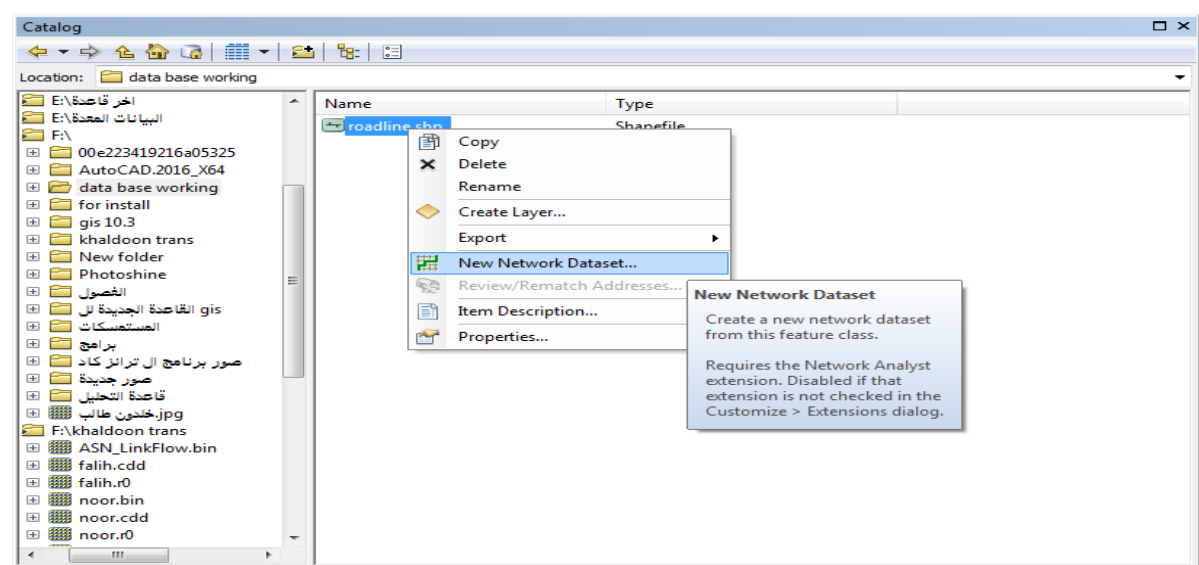 Catalog
Location: data base working
E:\اخر قاعدة
E:\البيانات المعدة
F:\
00e223419216a05325
AutoCAD.2016_X64
data base working
for install
gis 10.3
khaldoon trans
New folder
Photoshine
الفصول
القاعدة الجديدة لل gis
المستمسكات
برامج
صور برنامج ال ترانز كاد
صور جديدة
قاعدة التحليل
خلدون طالب.jpg
F:\khaldoon trans
ASN_LinkFlow.bin
falih.cdd
falih.r0
noor.bin
noor.cdd
noor.r0
Name Type
roadline.shp Shapefile
Copy
Delete
Rename
Create Layer...
Export
New Network Dataset...
Review/Rematch Addresses...
Item Description...
Properties...
New Network Dataset
Create a new network dataset
from this feature class.
Requires the Network Analyst
extension. Disabled if that
extension is not checked in the
Customize > Extensions dialog.